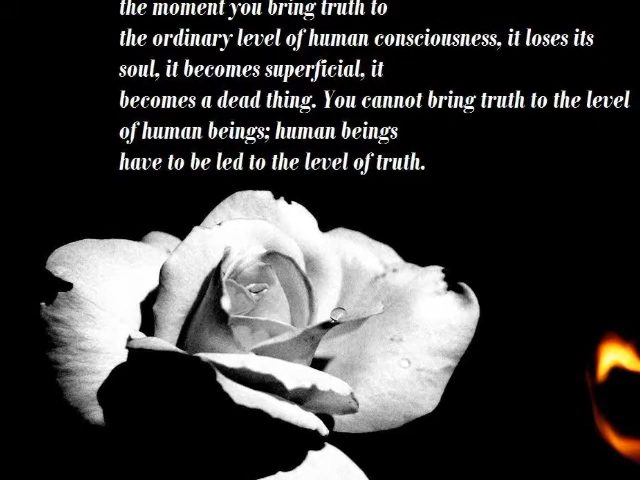 the moment you bring truth to
the ordinary level of human consciousness, it loses its
soul, it becomes superficial, it
becomes a dead thing. You cannot bring truth to the level
of human beings; human beings
have to be led to the level of truth.